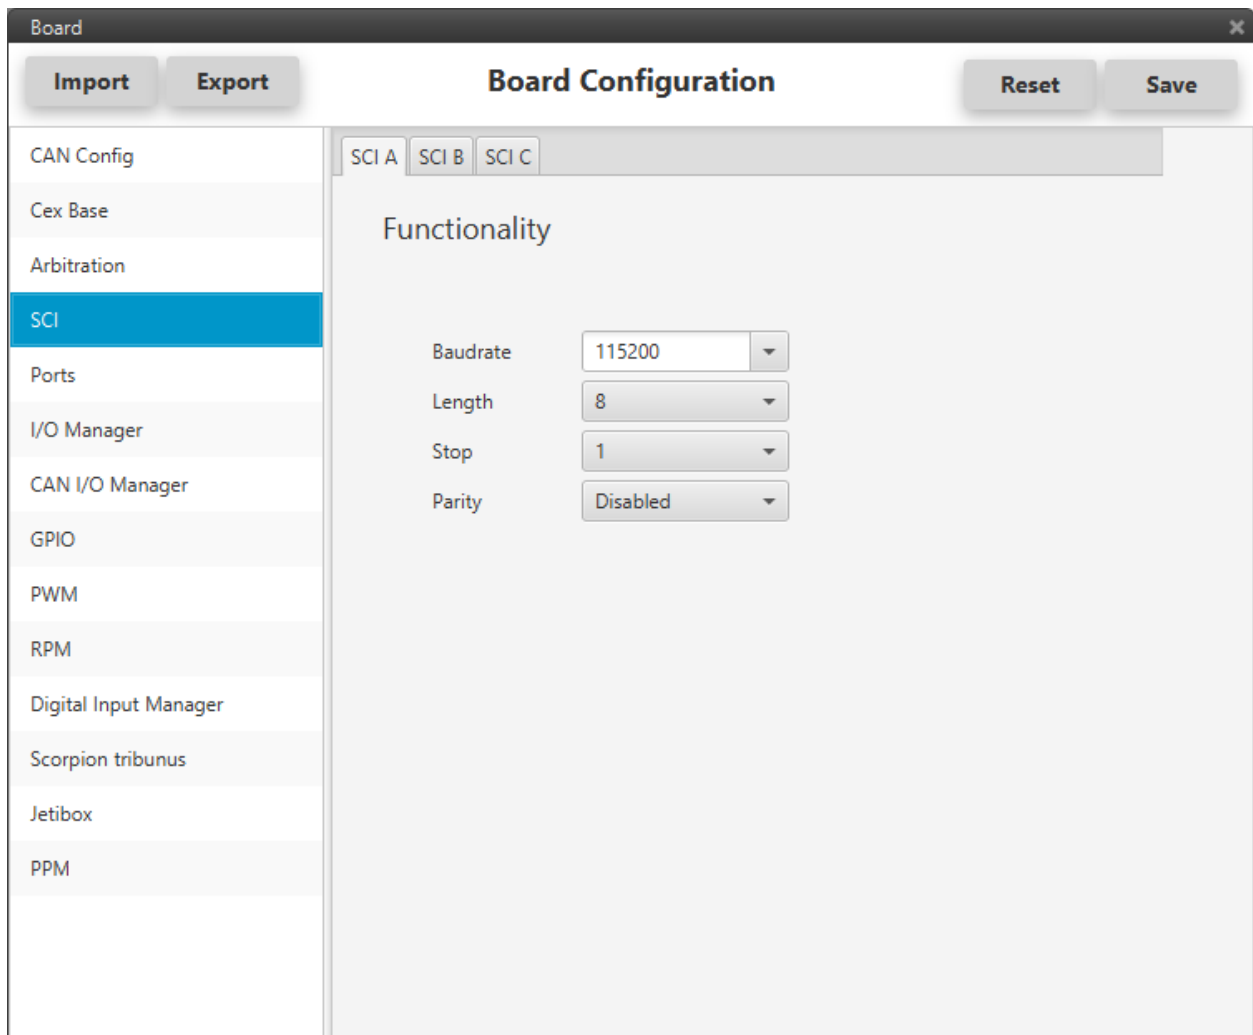 Board
Import Export Board Configuration Reset Save
CAN Config
Cex Base
Arbitration
SCI
Ports
I/O Manager
CAN I/O Manager
GPIO
PWM
RPM
Digital Input Manager
Scorpion tribunus
Jetibox
PPM
SCI A SCI B SCI C
Functionality
Baudrate 115200
Length 8
Stop 1
Parity Disabled